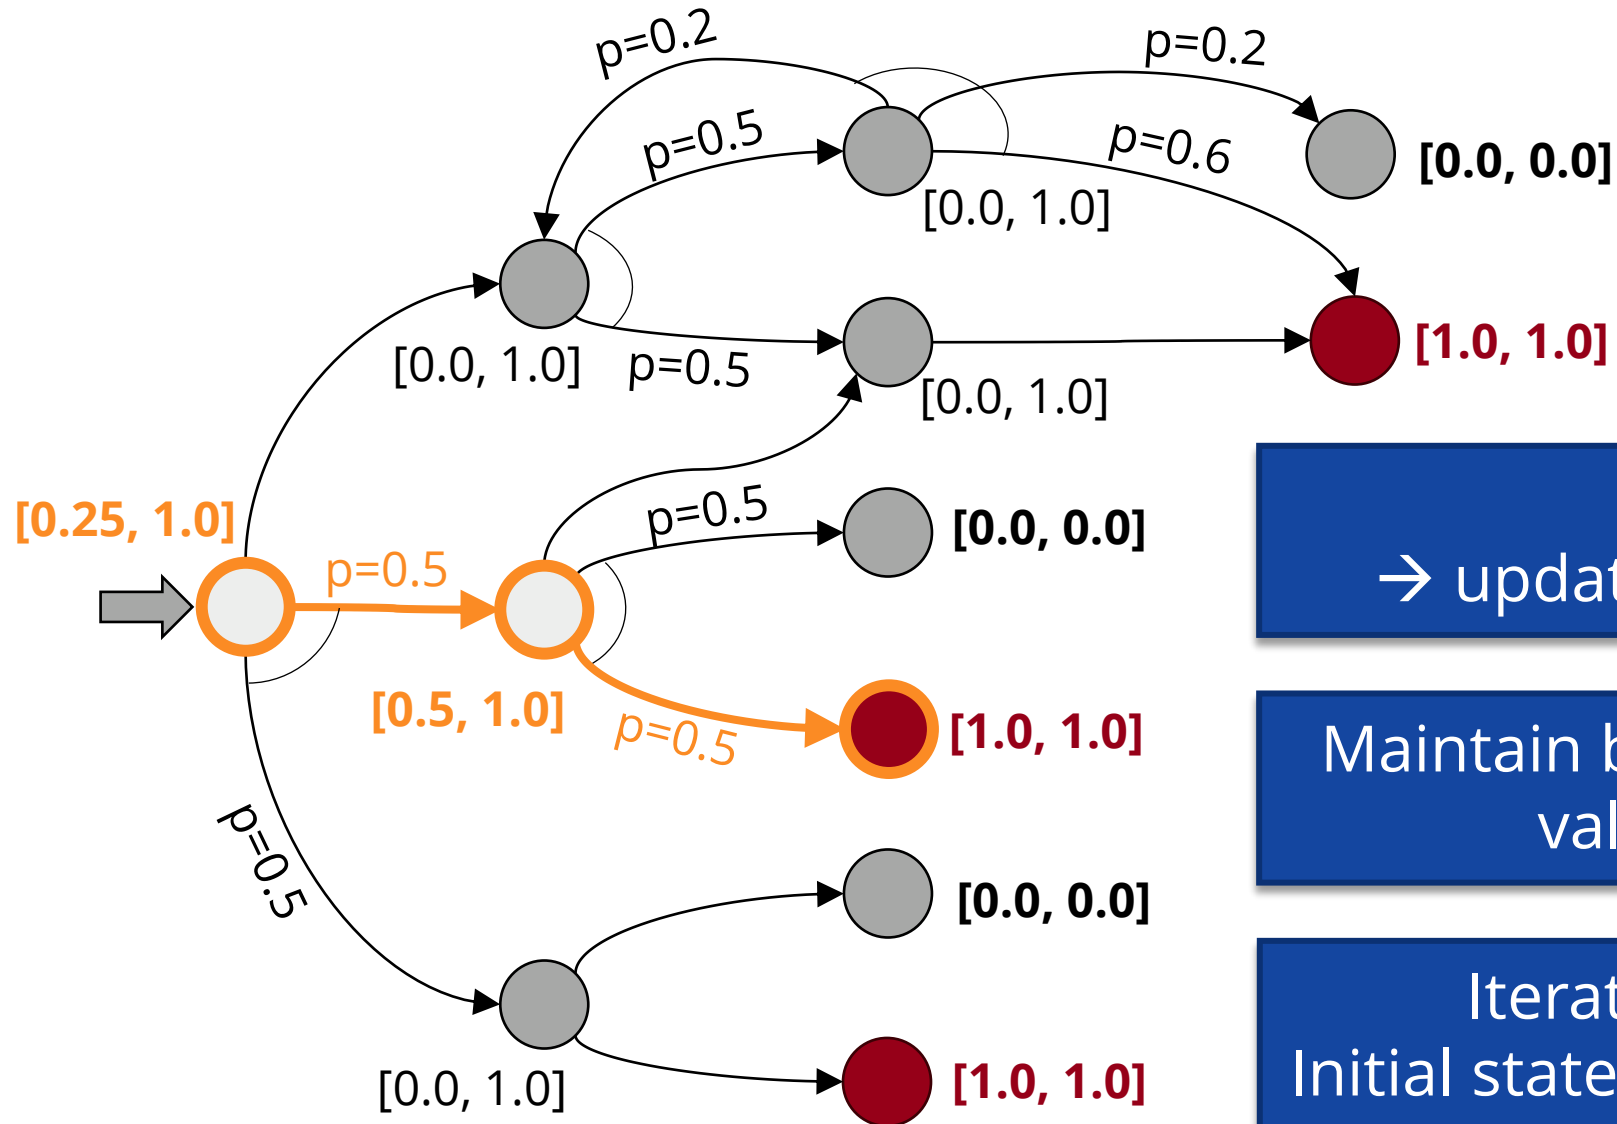 p=0.2
p=0.2
p=0.5
p=0.6
[0.0, 0.0]
[0.0, 1.0]
[0.0, 1.0]
p=0.5
[1.0, 1.0]
[0.0, 1.0]
[0.25, 1.0]
p=0.5
[0.0, 0.0]
p=0.5
→ updat
[0.5, 1.0]
p=0.5
[1.0, 1.0]
Maintain b
val
p=0.5
[0.0, 0.0]
Iterat
Initial state
[0.0, 1.0]
[1.0, 1.0]